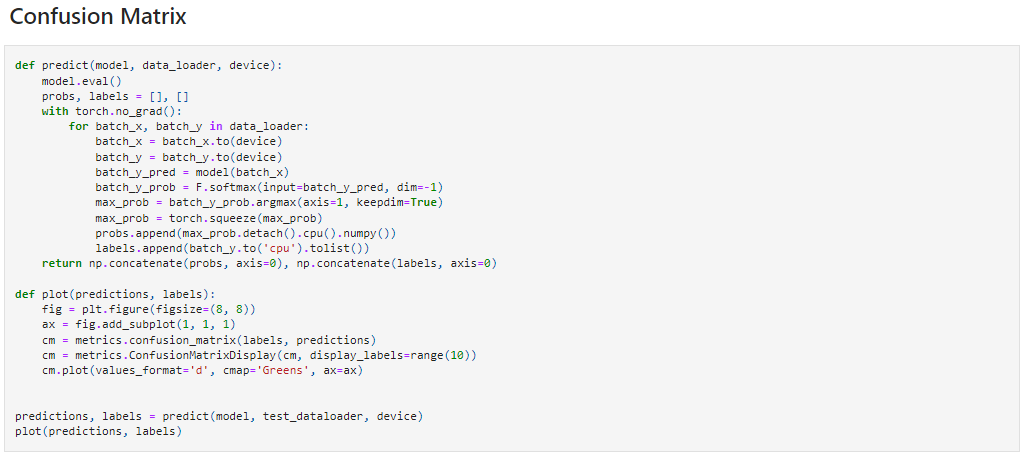 Confusion Matrix
def predict(model, data_loader, device):
    model.eval()
    probs, labels = [], []
    with torch.no_grad():
        for batch_x, batch_y in data_loader:
            batch_x = batch_x.to(device)
            batch_y = batch_y.to(device)
            batch_y_pred = model(batch_x)
            batch_y_prob = F.softmax(input=batch_y_pred, dim=-1)
            max_prob = batch_y_prob.argmax(axis=1, keepdim=True)
            max_prob = torch.squeeze(max_prob)
            probs.append(max_prob.detach().cpu().numpy())
            labels.append(batch_y.to('cpu').tolist())
    return np.concatenate(probs, axis=0), np.concatenate(labels, axis=0)
def plot(predictions, labels):
    fig = plt.figure(figsize=(8, 8))
    ax = fig.add_subplot(1, 1, 1)
    cm = metrics.confusion_matrix(labels, predictions)
    cm = metrics.ConfusionMatrixDisplay(cm, display_labels=range(10))
    cm.plot(values_format='d', cmap='Greens', ax=ax)
predictions, labels = predict(model, test_dataloader, device)
plot(predictions, labels)